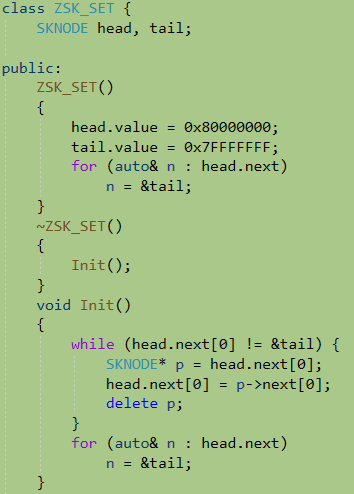 class ZSK_SET {
    SKNODE head, tail;

public:
    ZSK_SET()
    {
        head.value = 0x80000000;
        tail.value = 0x7FFFFFFF;
        for (auto& n : head.next)
            n = &tail;
    }
    ~ZSK_SET()
    {
        Init();
    }
    void Init()
    {
        while (head.next[0] != &tail) {
            SKNODE* p = head.next[0];
            head.next[0] = p->next[0];
            delete p;
        }
        for (auto& n : head.next)
            n = &tail;
    }